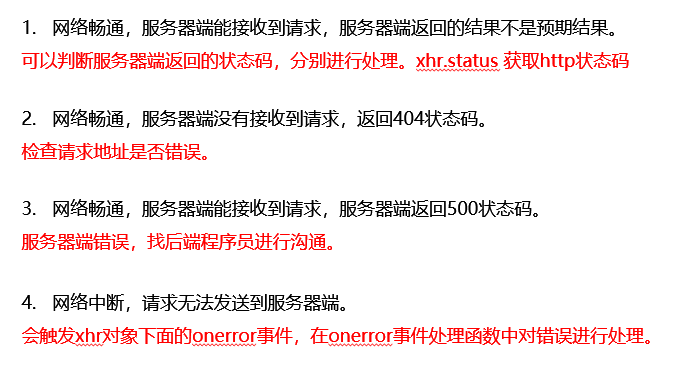 1. 网络畅通，服务器端能接收到请求，服务器端返回的结果不是预期结果。
可以判断服务器端返回的状态码，分别进行处理。xhr.status 获取http状态码
2. 网络畅通，服务器端没有接收到请求，返回404状态码。
检查请求地址是否错误。
3. 网络畅通，服务器端能接收到请求，服务器端返回500状态码。
服务器端错误，找后端程序员进行沟通。
4. 网络中断，请求无法发送到服务器端。
会触发xhr对象下面的onerror事件，在onerror事件处理函数中对错误进行处理。